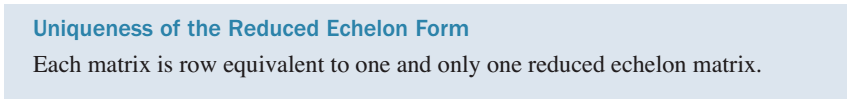 Uniqueness of the Reduced Echelon Form
Each matrix is row equivalent to one and only one reduced echelon matrix.